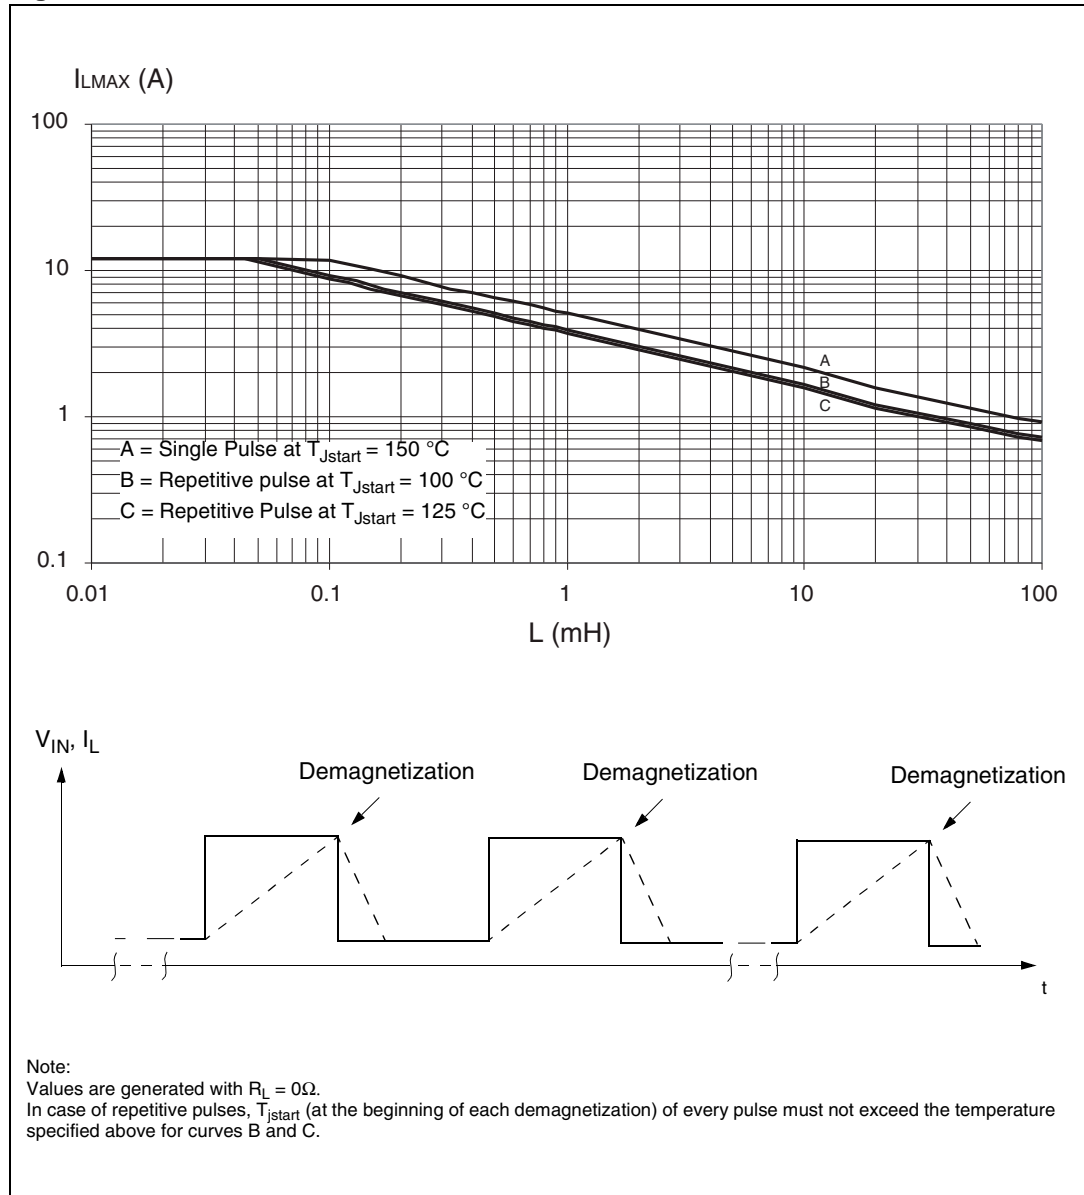 ILMAX (A)
100
10
1
0.1
A
B
C
A = Single Pulse at TJstart = 150 °C
B = Repetitive pulse at TJstart = 100 °C
C = Repetitive Pulse at TJstart = 125 °C
0.01 0.1 1 10 100
L (mH)
VIN, IL
Demagnetization Demagnetization Demagnetization
t
Note:
Values are generated with RL = 0Ω.
In case of repetitive pulses, Tjstart (at the beginning of each demagnetization) of every pulse must not exceed the temperature
specified above for curves B and C.